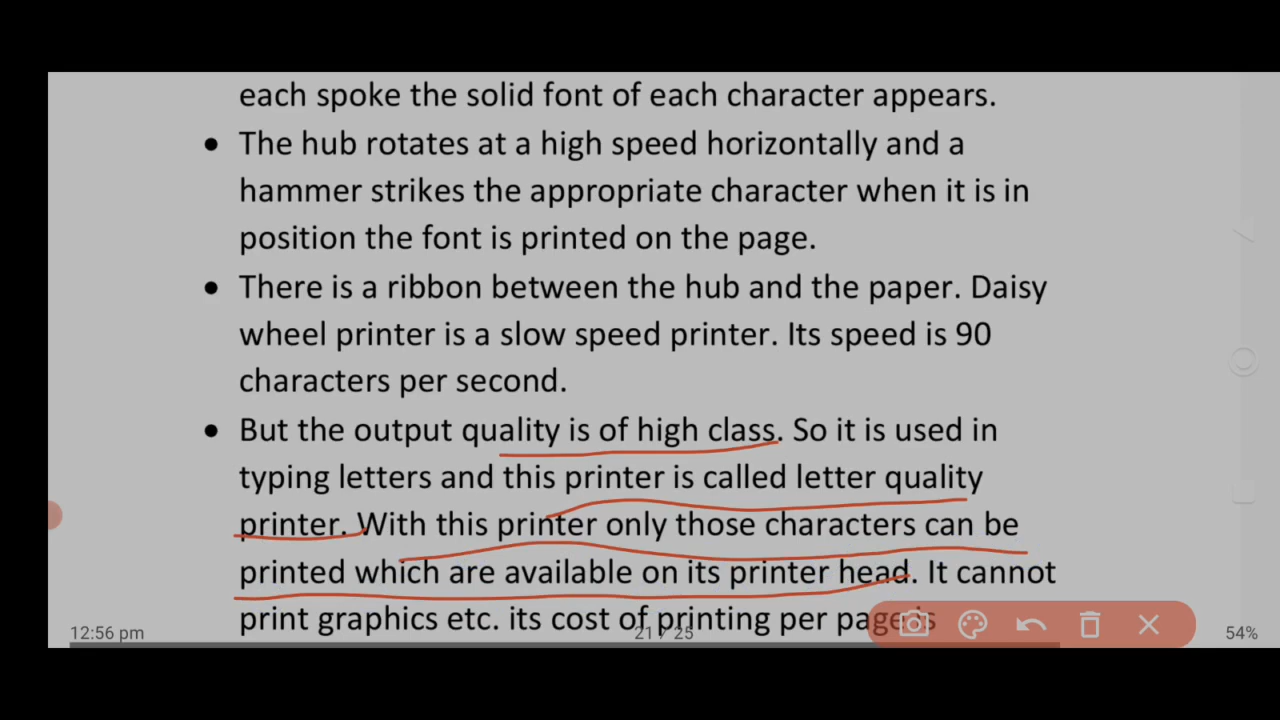 each spoke the solid font of each character appears.
• The hub rotates at a high speed horizontally and a
hammer strikes the appropriate character when it is in
position the font is printed on the page.
• There is a ribbon between the hub and the paper. Daisy
wheel printer is a slow speed printer. Its speed is 90
characters per second.
• But the output quality is of high class. So it is used in
typing letters and this printer is called letter quality
printer. With this printer only those characters can be
printed which are available on its printer head. It cannot
print graphics etc. its cost of printing per page is
12:56 pm
21 / 25
54%